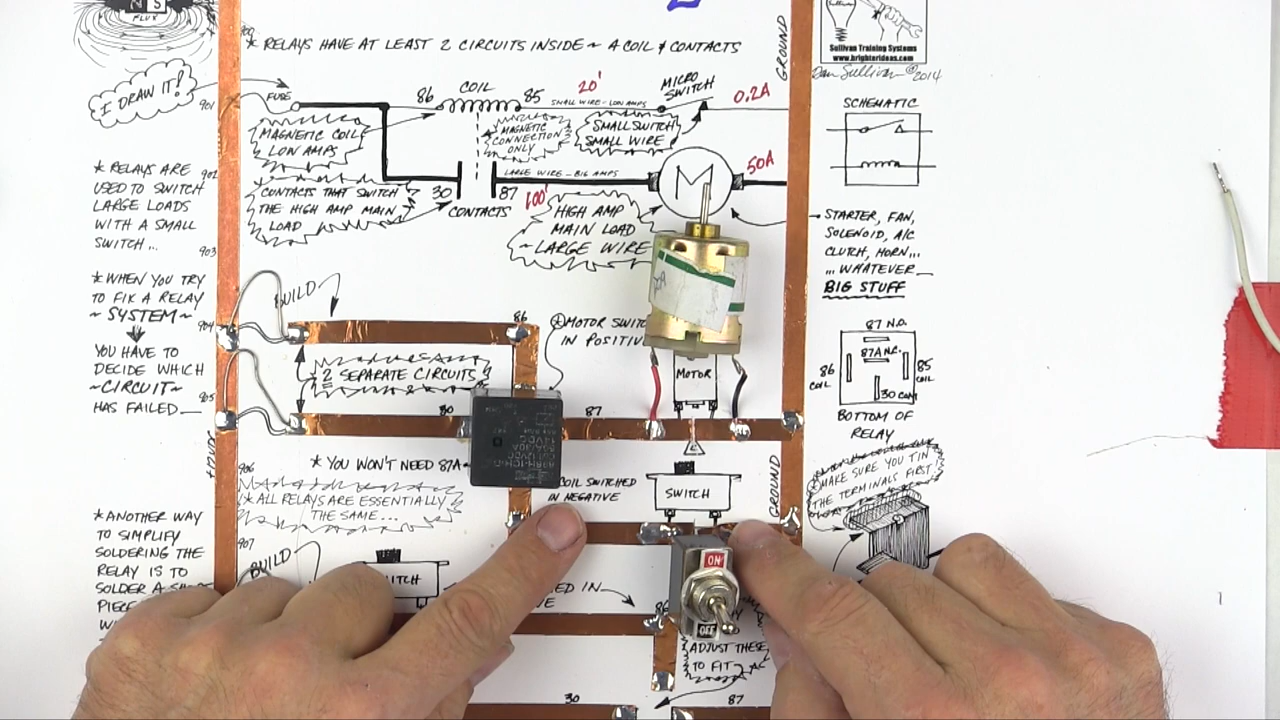 N S
FLUX
* RELAYS HAVE AT LEAST 2 CIRCUITS INSIDE ~ A COIL & CONTACTS
GROUND
Sullivan Training Systems
www.brighterideas.com
Dan Sullivan © 2014
I DRAW IT!
901
FUSE
86
COIL
85
20'
SMALL WIRE - LOW AMPS
MICRO
SWITCH
0.2A
SCHEMATIC
MAGNETIC COIL
LOW AMPS
MAGNETIC
CONNECTION
ONLY
SMALL SWITCH
SMALL WIRE
* RELAYS ARE
USED TO SWITCH
LARGE LOADS
WITH A SMALL
SWITCH...
CONTACTS THAT SWITCH
THE HIGH AMP MAIN
LOAD
30
87
CONTACTS
LARGE WIRE - BIG AMPS
100'
M
50A
HIGH AMP
MAIN LOAD
~ LARGE WIRE
STARTER, FAN,
SOLENOID, A/C
CLUTCH, HORN...
... WHATEVER
BIG STUFF
903
* WHEN YOU TRY
TO FIX A RELAY
~ SYSTEM ~
YOU HAVE TO
DECIDE WHICH
~ CIRCUIT ~
HAS FAILED
904
905
BUILD
86
MOTOR
IN
2 SEPARATE CIRCUITS
MOTOR
30
87
87 N.O.
87A N.C.
86
COIL
85
COIL
30
BOTTOM OF
RELAY
906
* YOU WON'T NEED 87A
* ALL RELAYS ARE ESSENTIALLY
THE SAME...
COIL SWITCHED
IN NEGATIVE
SWITCH
GROUND
MAKE SURE YOU TIN
THE TERMINALS FIRST
* ANOTHER WAY
TO SIMPLIFY
SOLDERING THE
RELAY IS TO
SOLDER A
907
BUILD
IN
ON
OFF
86
ADJUST THESE
TO FIT
30
87